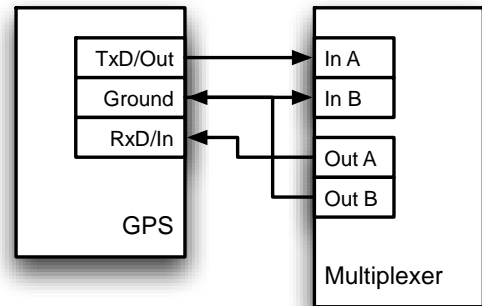 TxD/Out
Ground
RxD/In
GPS
In A
In B
Out A
Out B
Multiplexer